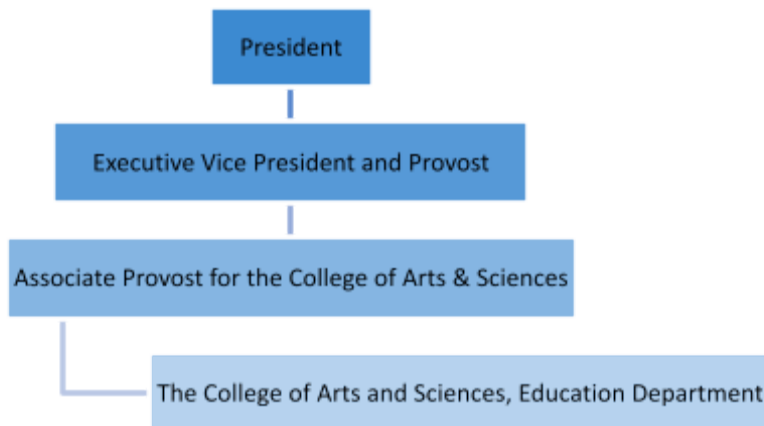 President
Executive Vice President and Provost
Associate Provost for the College of Arts & Sciences
The College of Arts and Sciences, Education Department